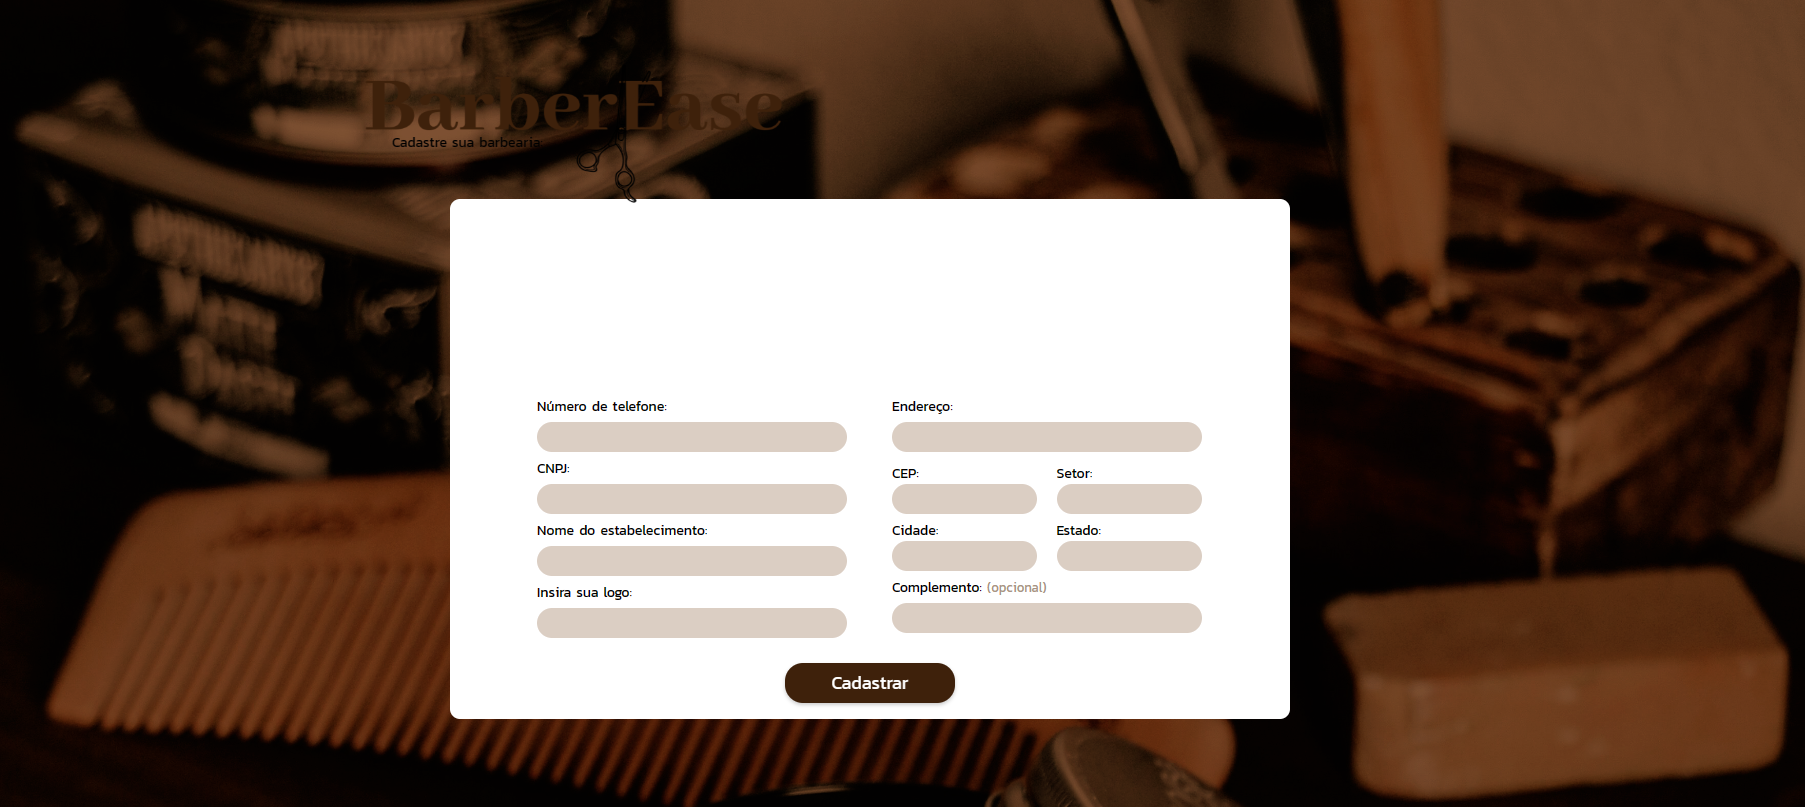 BarberEase
Cadastre sua barbearia
Número de telefone:
Endereço:
CNPJ:
CEP:
Setor:
Nome do estabelecimento:
Cidade:
Estado:
Insira sua logo:
Complemento: (opcional)
Cadastrar